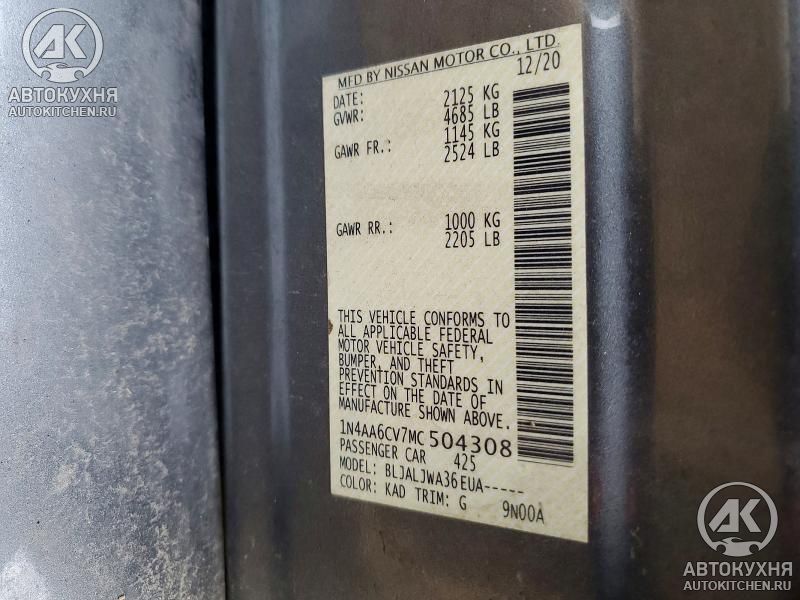 AK
АВТОКУХНЯ
AUTOKITCHEN.RU
MFD BY NISSAN MOTOR CO., LTD.
12/20
DATE: 2125 KG
GVWR: 4685 LB
1145 KG
GAWR FR.: 2524 LB
1000 KG
GAWR RR.: 2205 LB
THIS VEHICLE CONFORMS TO
ALL APPLICABLE FEDERAL
MOTOR VEHICLE SAFETY,
BUMPER, AND THEFT
PREVENTION STANDARDS IN
EFFECT ON THE DATE OF
MANUFACTURE SHOWN ABOVE.
1N4AA6CV7MC504308
PASSENGER CAR 425
MODEL: BLJALJWA36EUA-----
COLOR: KAD TRIM: G 9N00A
AK
АВТОКУХНЯ
AUTOKITCHEN.RU